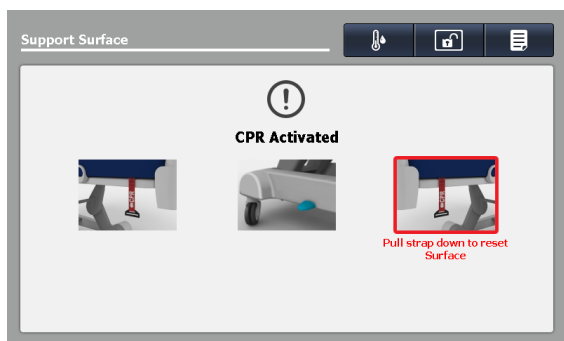 Support Surface
CPR Activated
CPR
CPR
Pull strap down to reset
Surface